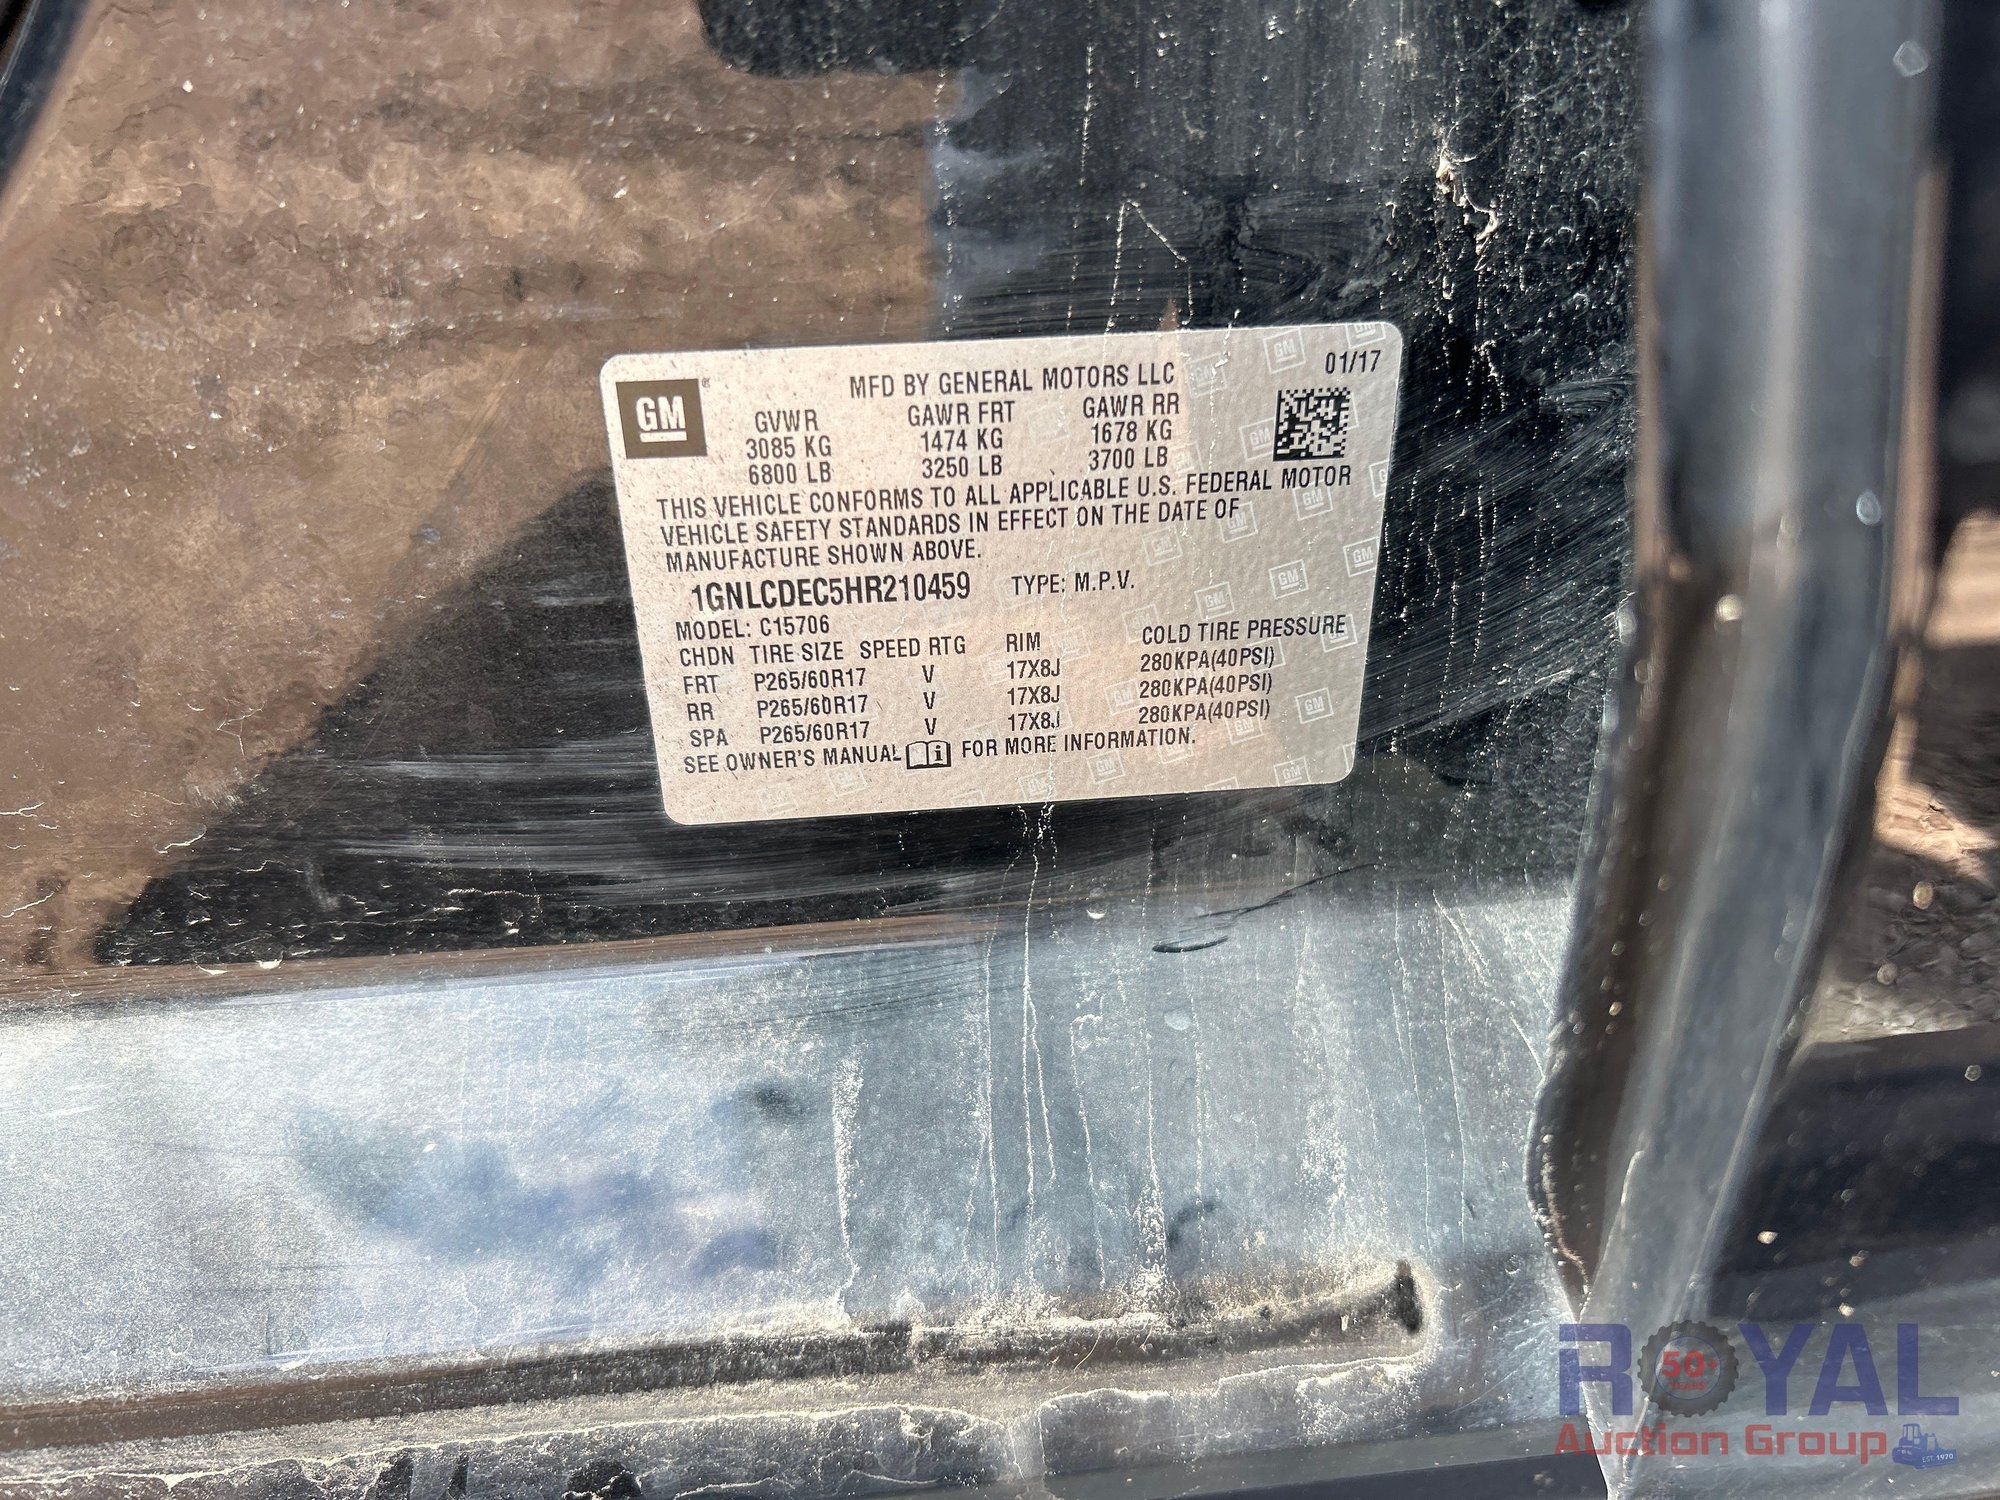 GM
MFD BY GENERAL MOTORS LLC
01/17
GVWR GAWR FRT GAWR RR
3085 KG 1474 KG 1678 KG
6800 LB 3250 LB 3700 LB
THIS VEHICLE CONFORMS TO ALL APPLICABLE U.S. FEDERAL MOTOR
VEHICLE SAFETY STANDARDS IN EFFECT ON THE DATE OF
MANUFACTURE SHOWN ABOVE.
1GNLCDEC5HR210459 TYPE: M.P.V.
MODEL: C15706
CHDN TIRE SIZE SPEED RTG RIM COLD TIRE PRESSURE
FRT P265/60R17 V 17X8J 280KPA(40PSI)
RR P265/60R17 V 17X8J 280KPA(40PSI)
SPA P265/60R17 V 17X8J 280KPA(40PSI)
SEE OWNER'S MANUAL FOR MORE INFORMATION.
ROYAL
50+
Auction Group
EST. 1970